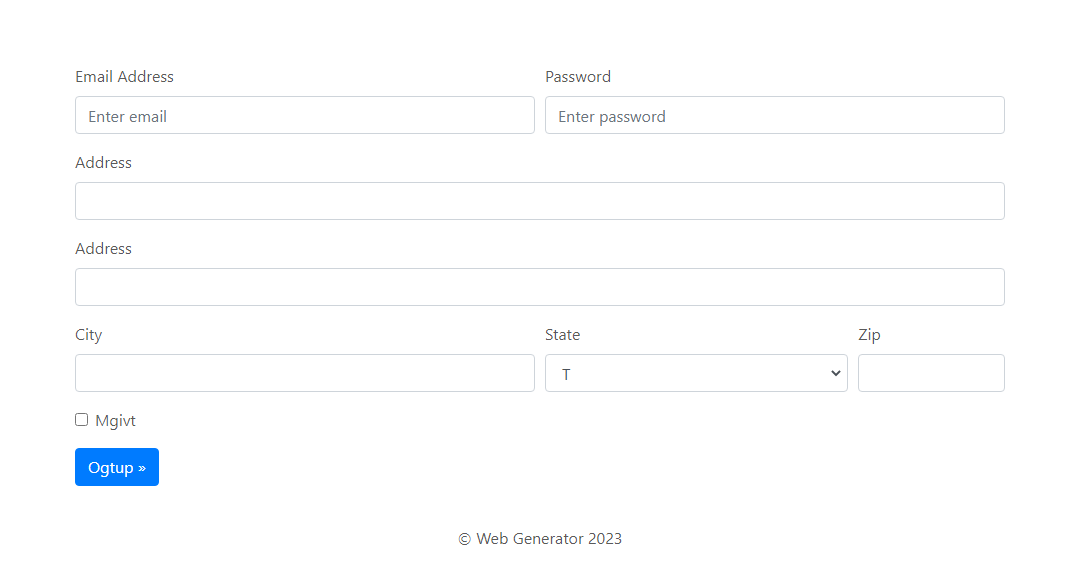 Email Address Password
Enter email Enter password
Address
Address
City State Zip
T
Mgivt
Ogtup »
© Web Generator 2023